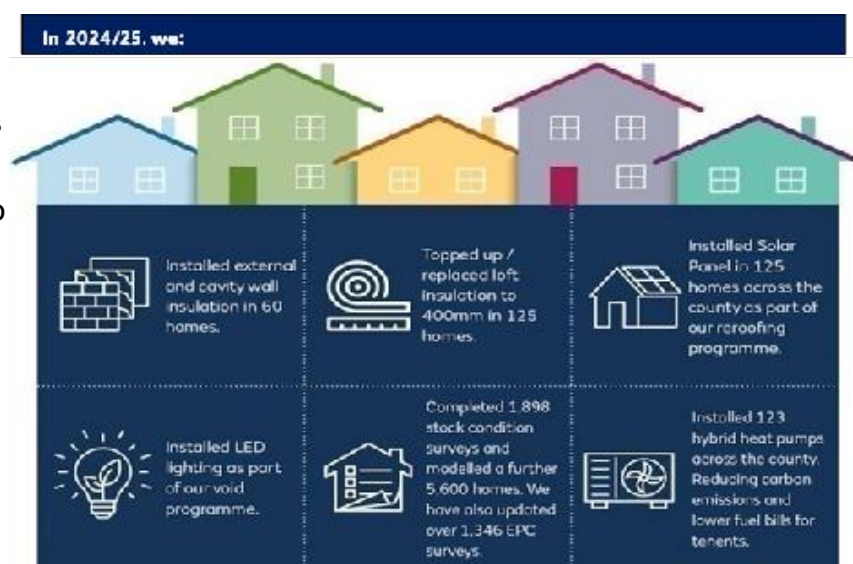 In 2024/25, we:
Installed external
and cavity wall
insulation in 60
homes.
Topped up /
replaced loft
insulation to
400mm in 125
homes.
Installed Solar
Panel in 125
homes across the
county as part of
our reroofing
programme.
Installed LED
lighting as part
of our void
programme.
Completed 1,898
stock condition
surveys and
modelled a further
5,600 homes. We
have also updated
over 1,346 EPC
surveys.
Installed 123
hybrid heat pumps
across the county.
Reducing carbon
emissions and
lower fuel bills for
tenents.